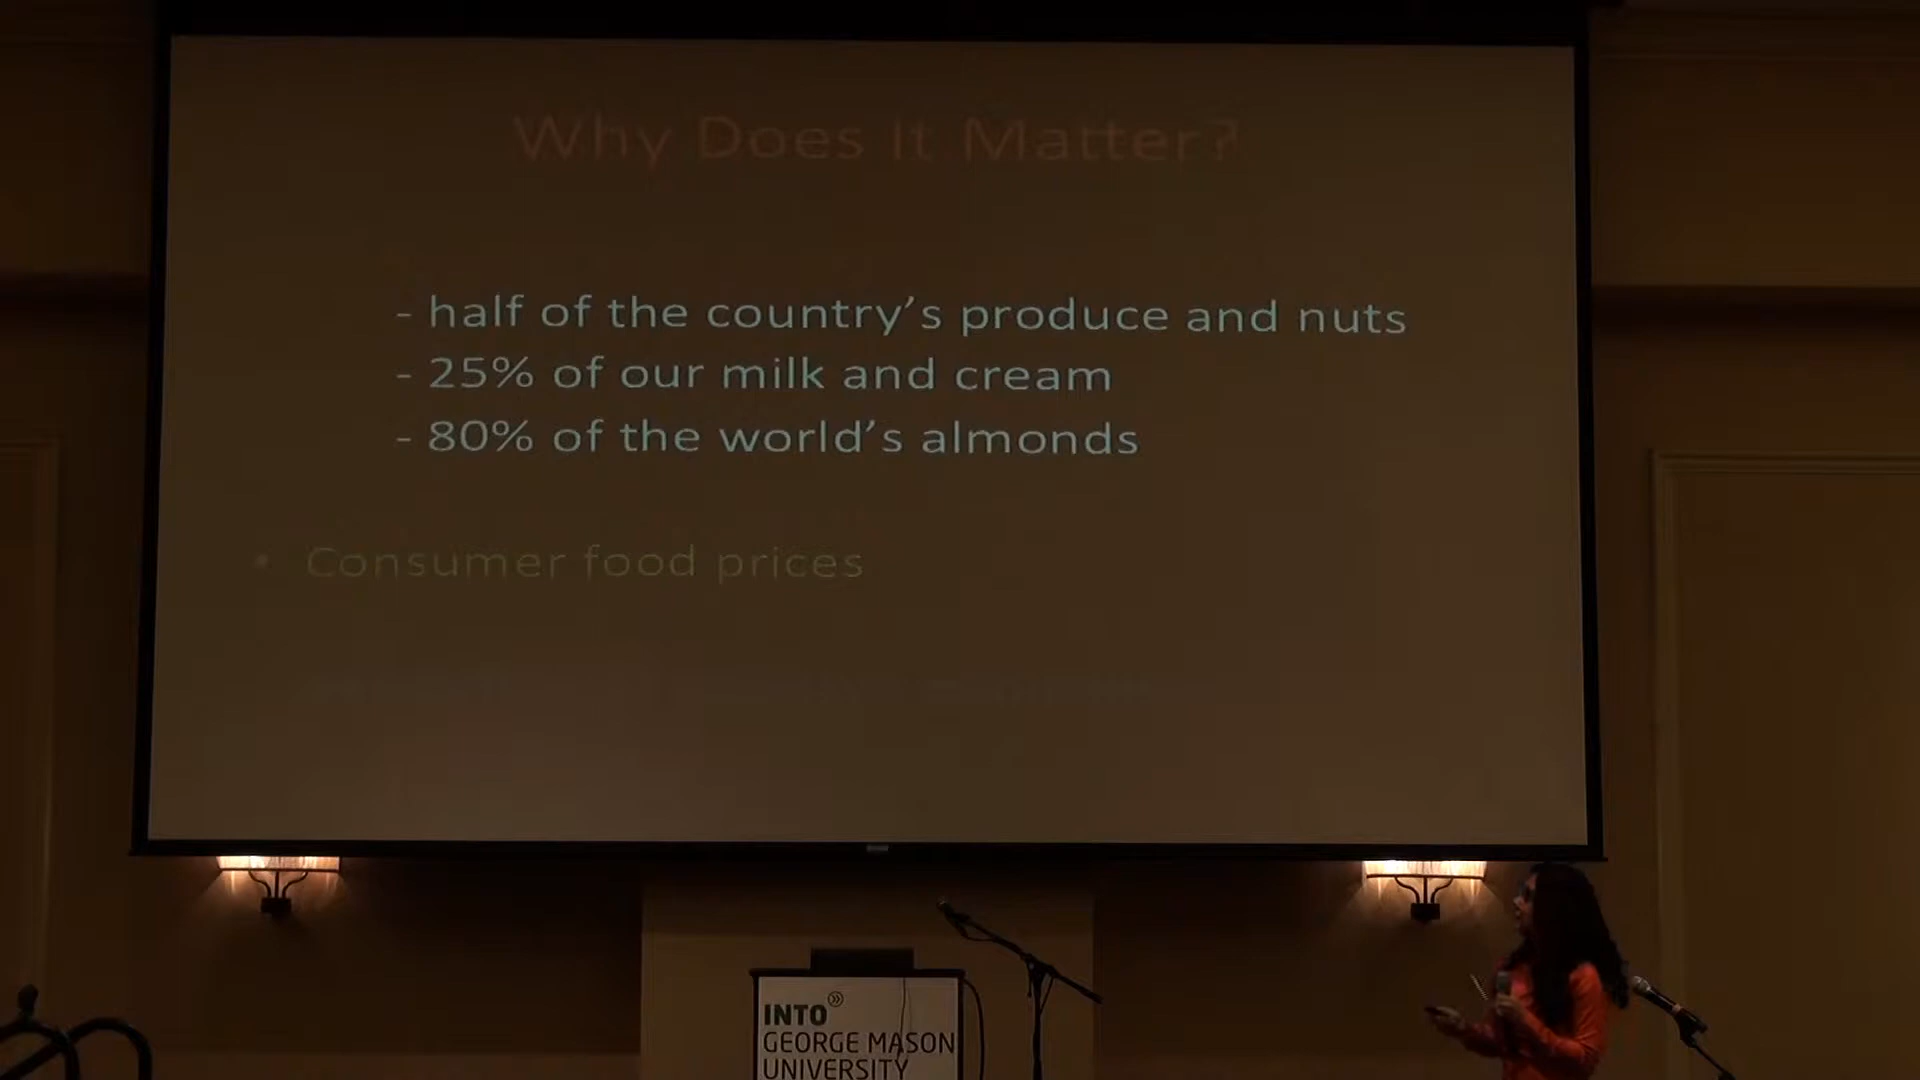 Why Does It Matter?
- half of the country's produce and nuts
- 25% of our milk and cream
- 80% of the world's almonds
• Consumer food prices
INTO
GEORGE MASON
UNIVERSITY